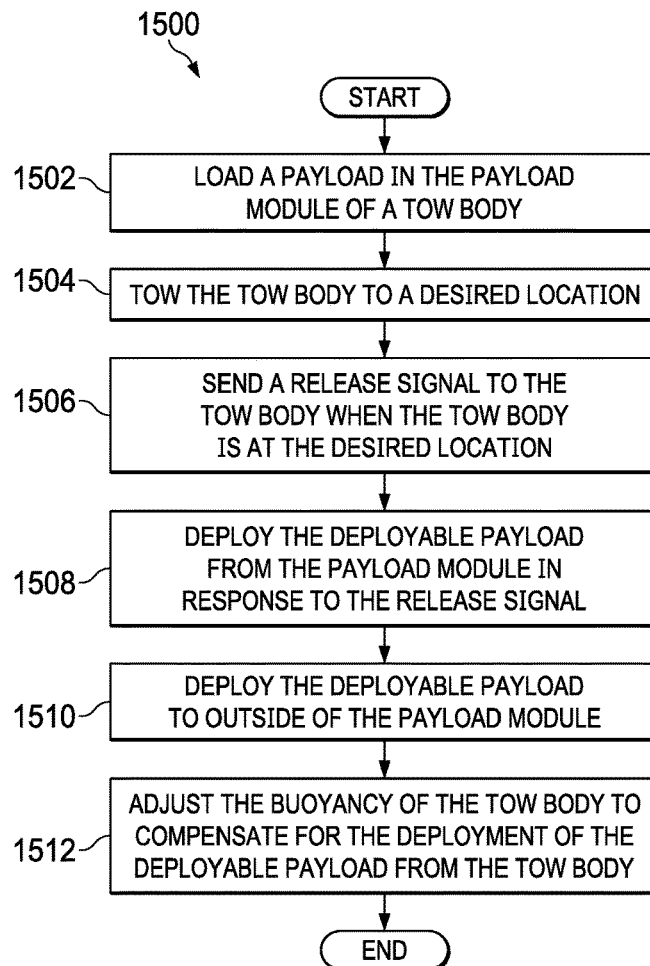 1500
START
1502
LOAD A PAYLOAD IN THE PAYLOAD
MODULE OF A TOW BODY
1504
TOW THE TOW BODY TO A DESIRED LOCATION
1506
SEND A RELEASE SIGNAL TO THE
TOW BODY WHEN THE TOW BODY
IS AT THE DESIRED LOCATION
1508
DEPLOY THE DEPLOYABLE PAYLOAD
FROM THE PAYLOAD MODULE IN
RESPONSE TO THE RELEASE SIGNAL
1510
DEPLOY THE DEPLOYABLE PAYLOAD
TO OUTSIDE OF THE PAYLOAD MODULE
1512
ADJUST THE BUOYANCY OF THE TOW BODY TO
COMPENSATE FOR THE DEPLOYMENT OF THE
DEPLOYABLE PAYLOAD FROM THE TOW BODY
END